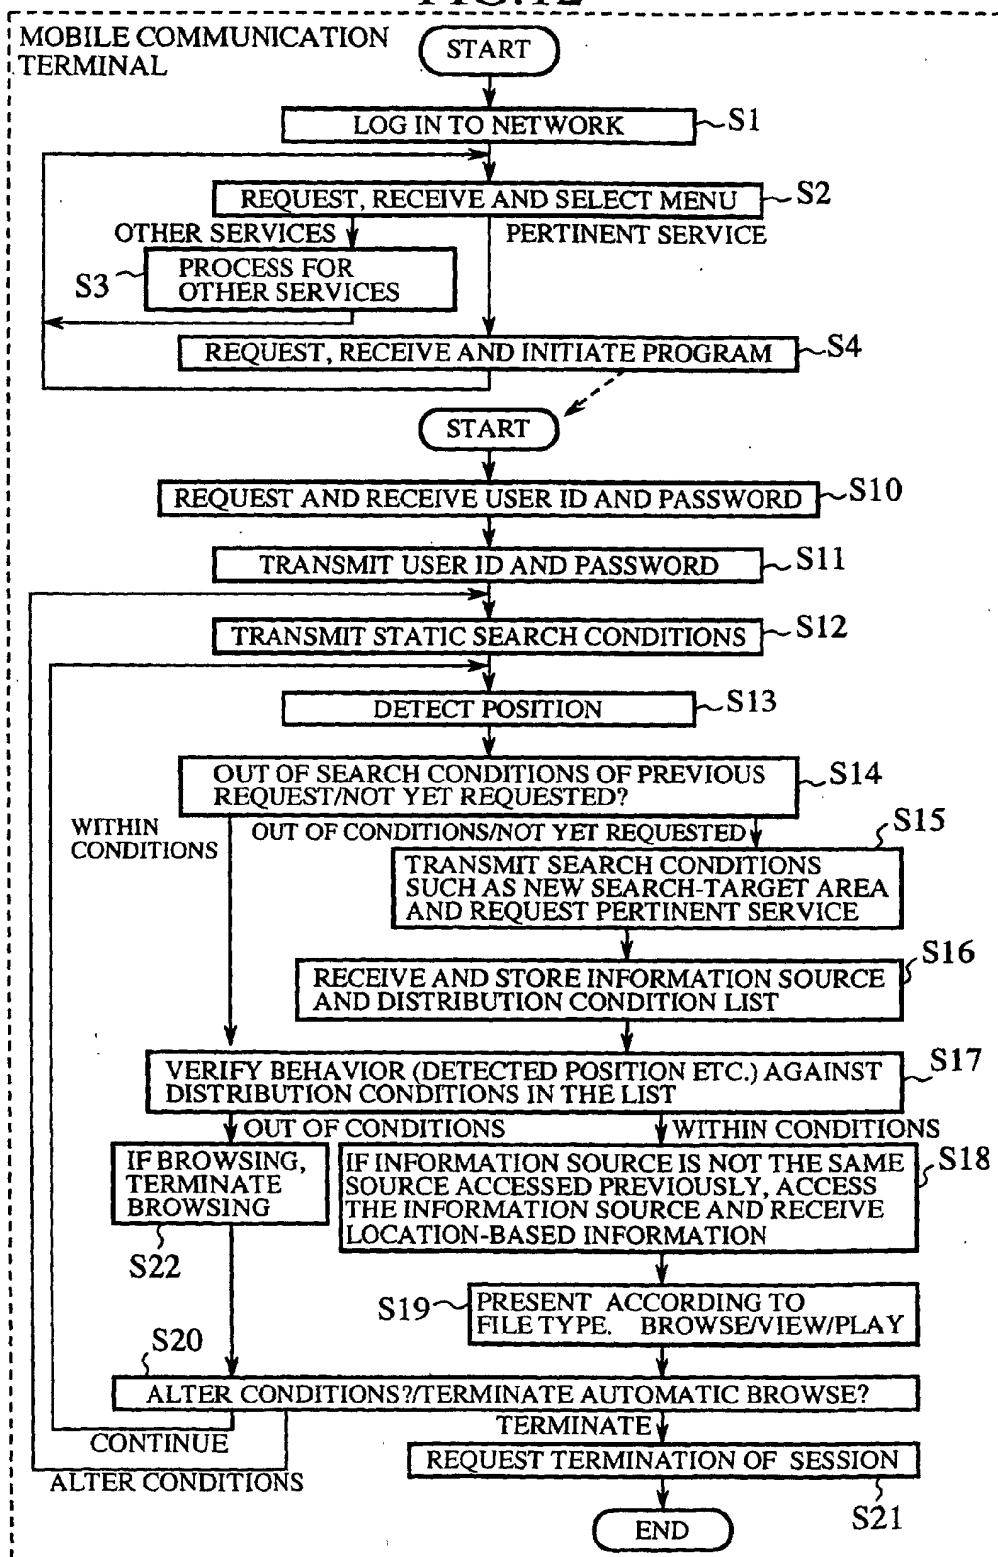 FIG.12
MOBILE COMMUNICATION
TERMINAL
START
LOG IN TO NETWORK
S1
REQUEST, RECEIVE AND SELECT MENU
S2
OTHER SERVICES
PERTINENT SERVICE
S3
PROCESS FOR
OTHER SERVICES
REQUEST, RECEIVE AND INITIATE PROGRAM
S4
START
REQUEST AND RECEIVE USER ID AND PASSWORD
S10
TRANSMIT USER ID AND PASSWORD
S11
TRANSMIT STATIC SEARCH CONDITIONS
S12
DETECT POSITION
S13
OUT OF SEARCH CONDITIONS OF PREVIOUS
REQUEST/NOT YET REQUESTED?
S14
WITHIN
CONDITIONS
OUT OF CONDITIONS/NOT YET REQUESTED
S15
TRANSMIT SEARCH CONDITIONS
SUCH AS NEW SEARCH-TARGET AREA
AND REQUEST PERTINENT SERVICE
S16
RECEIVE AND STORE INFORMATION SOURCE
AND DISTRIBUTION CONDITION LIST
S17
VERIFY BEHAVIOR (DETECTED POSITION ETC.) AGAINST
DISTRIBUTION CONDITIONS IN THE LIST
OUT OF CONDITIONS
WITHIN CONDITIONS
IF BROWSING,
TERMINATE
BROWSING
S22
S18
IF INFORMATION SOURCE IS NOT THE SAME
SOURCE ACCESSED PREVIOUSLY, ACCESS
THE INFORMATION SOURCE AND RECEIVE
LOCATION-BASED INFORMATION
S19
PRESENT ACCORDING TO
FILE TYPE. BROWSE/VIEW/PLAY
S20
ALTER CONDITIONS?/TERMINATE AUTOMATIC BROWSE?
CONTINUE
TERMINATE
ALTER CONDITIONS
REQUEST TERMINATION OF SESSION
S21
END